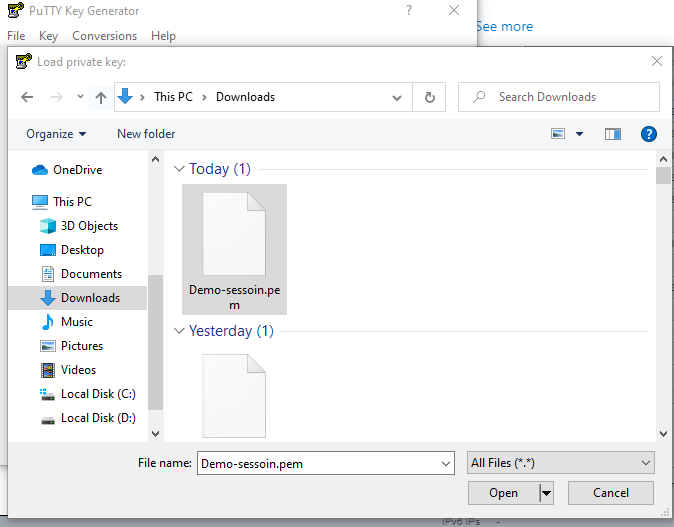 PuTTY Key Generator
?
See more
File Key Conversions Help
Load private key:
This PC
Downloads
Search Downloads
Organize
New folder
?
OneDrive
This PC
3D Objects
Desktop
Documents
Downloads
Music
Pictures
Videos
Local Disk (C:)
Local Disk (D:)
Today (1)
Demo-sessoin.pe
m
Yesterday (1)
File name:
Demo-sessoin.pem
All Files (*.*)
Open
Cancel
IPv6 IPs -